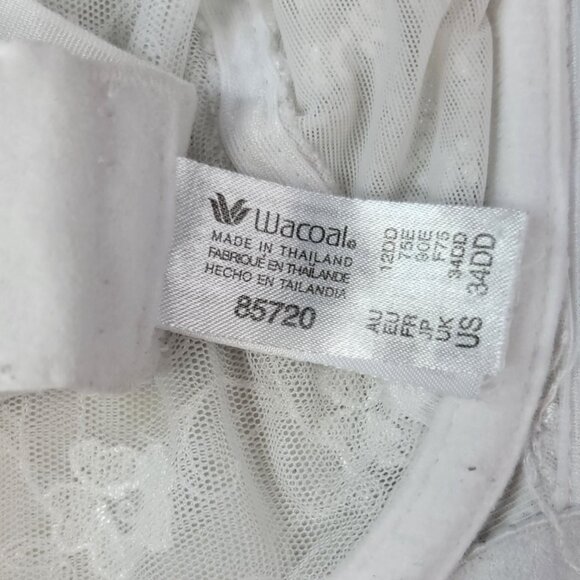 Wacoal®
MADE IN THAILAND
FABRIQUÉ EN THAÏLANDE
HECHO EN TAILANDIA
85720
AU 12DD
EU 75E
FR 90E
JP F75
UK 34DD
US 34DD